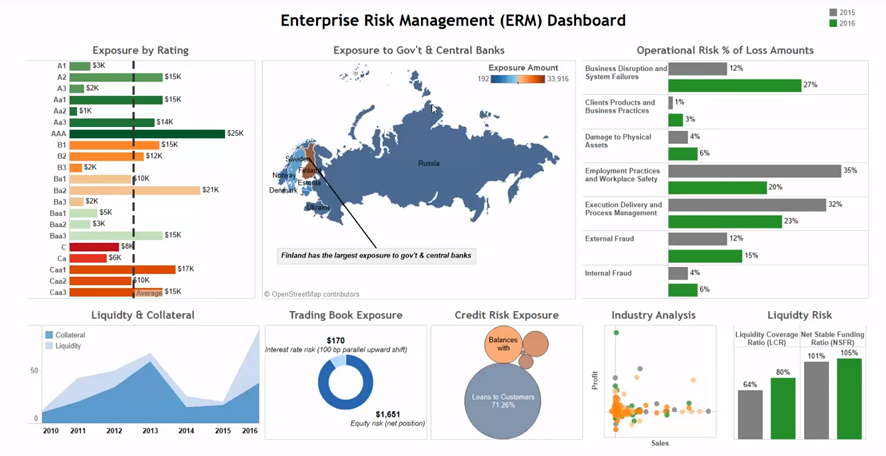 Enterprise Risk Management (ERM) Dashboard
2015
2016
Exposure by Rating
A1 $3K
A2 $15K
A3 $2K
Aa1 $15K
Aa2 $1K
Aa3 $14K
AAA $25K
B1 $15K
B2 $12K
B3 $2K
Ba1 $10K
Ba2 $21K
Ba3 $2K
Baa1 $5K
Baa2 $3K
Baa3 $15K
C $8K
Ca $6K
Caa1 $17K
Caa2 $10K
Caa3 Average $15K
Exposure to Gov't & Central Banks
Exposure Amount
192 33,916
Sweden
Finland
Norway
Estonia
Denmark
Ukraine
Russia
Finland has the largest exposure to gov't & central banks
© OpenStreetMap contributors
Operational Risk % of Loss Amounts
Business Disruption and
System Failures
12%
27%
Clients Products and
Business Practices
1%
3%
Damage to Physical
Assets
4%
6%
Employment Practices
and Workplace Safety
35%
20%
Execution Delivery and
Process Management
32%
23%
External Fraud
12%
15%
Internal Fraud
4%
6%
Liquidity & Collateral
Collateral
Liquidity
50
0
2010 2011 2012 2013 2014 2015 2016
Trading Book Exposure
$170
Interest rate risk (100 bp parallel upward shift)
$1,651
Equity risk (net position)
Credit Risk Exposure
Balances
with
Loans to Customers
71.26%
Industry Analysis
Profit
Sales
Liquidity Risk
Liquidity Coverage
Ratio (LCR)
64%
80%
Net Stable Funding
Ratio (NSFR)
101%
105%